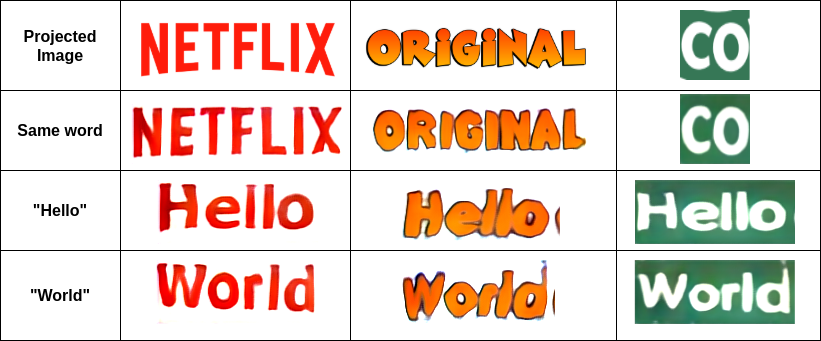 Projected Image NETFLIX ORiGiNAL CO
Same word NETFLIX ORIGINAL CO
"Hello" Hello Hello Hello
"World" World World World